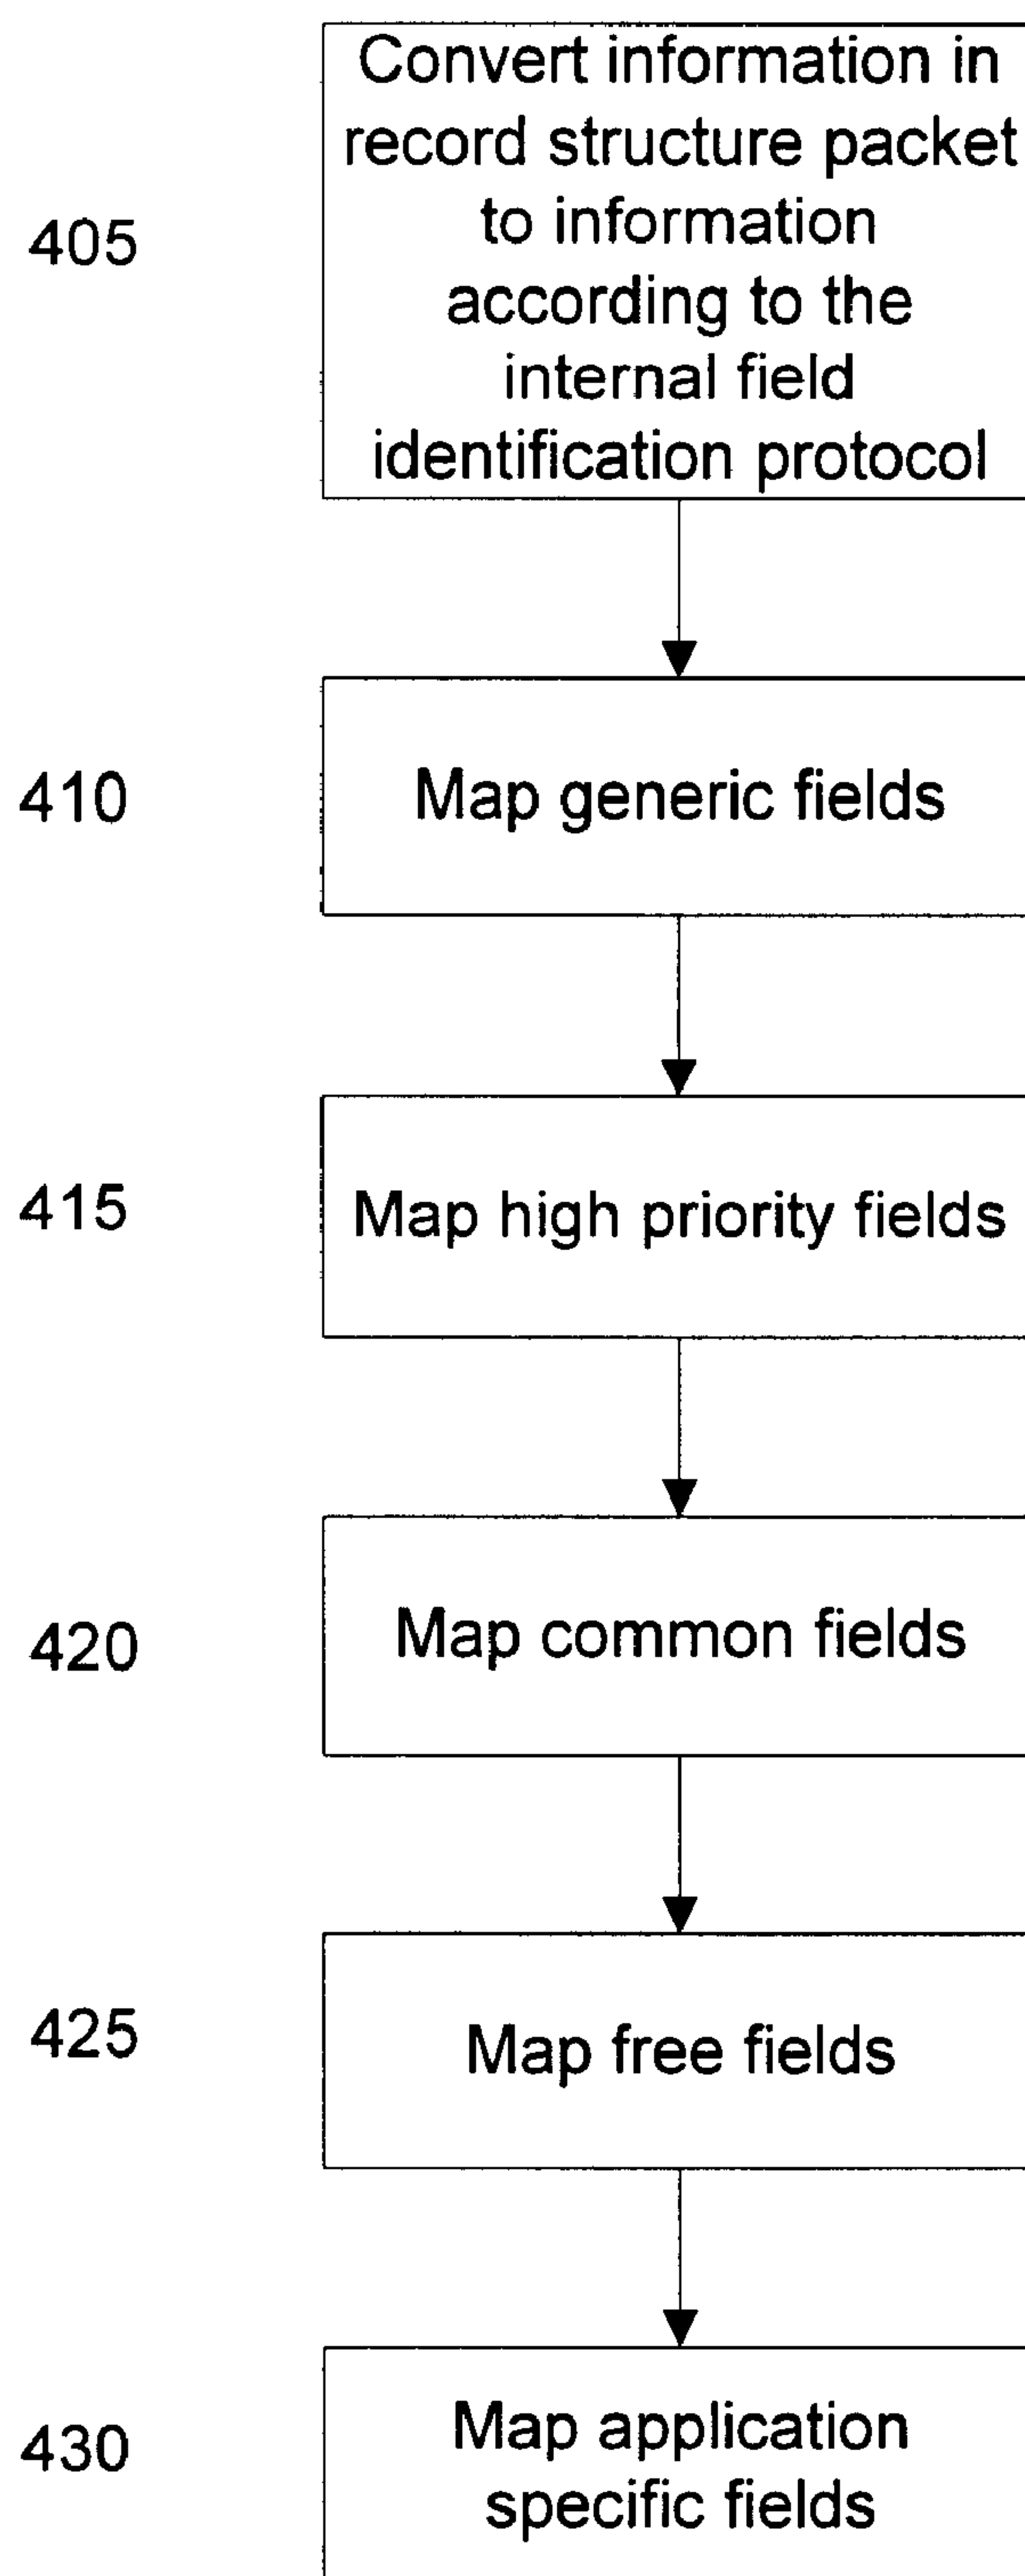 Convert information in
record structure packet
405
to information
according to the
internal field
identification protocol
410
Map generic fields
415
Map high priority fields
420
Map common fields
425
Map free fields
430
Map application
specific fields